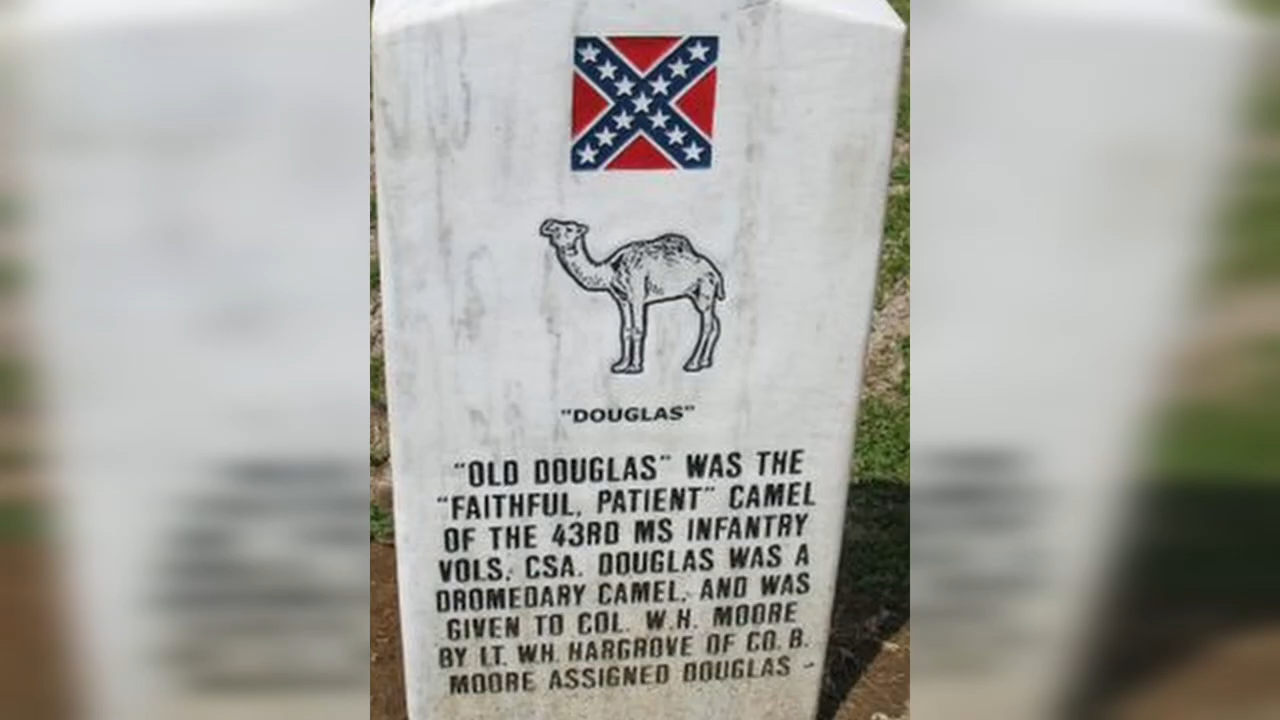 "DOUGLAS"
"OLD DOUGLAS" WAS THE
"FAITHFUL, PATIENT" CAMEL
OF THE 43RD MS INFANTRY
VOLS, CSA. DOUGLAS WAS A
DROMEDARY CAMEL, AND WAS
GIVEN TO COL. W.H. MOORE
BY LT. WH. HARGROVE OF CO. B.
MOORE ASSIGNED DOUGLAS -